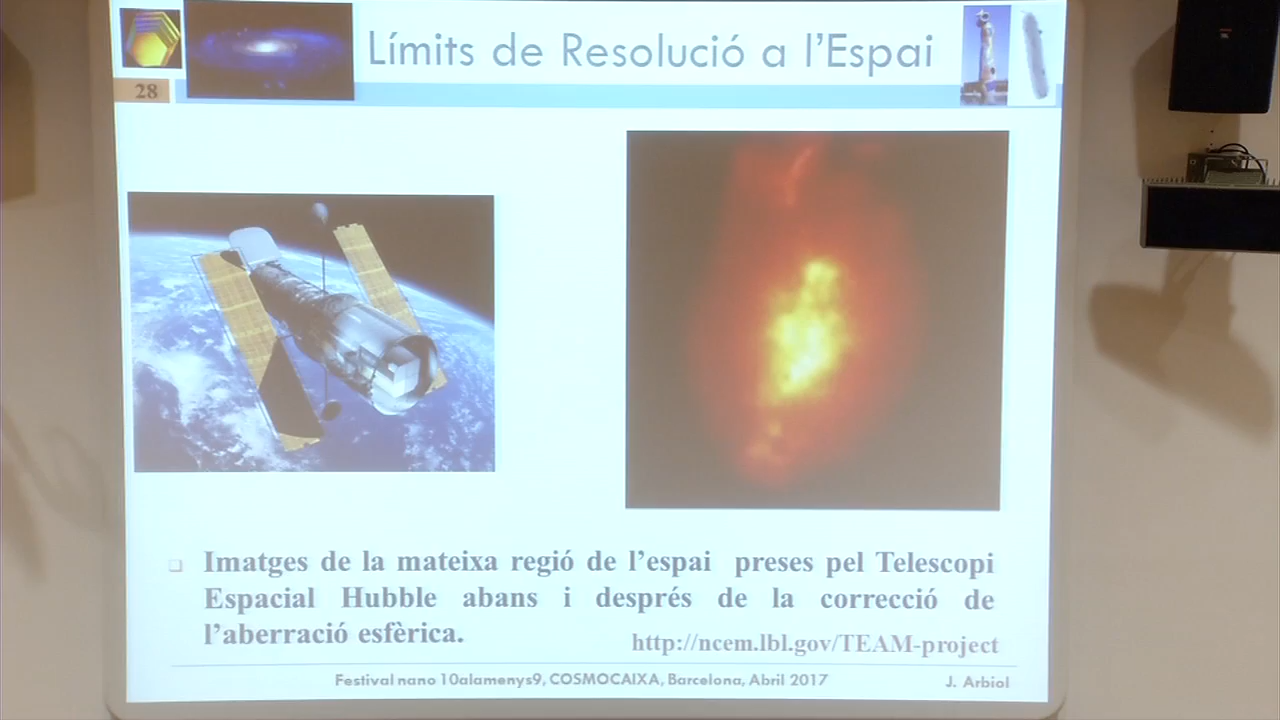 Límits de Resolució a l'Espai
28
Imatges de la mateixa regió de l'espai preses pel Telescopi
Espacial Hubble abans i després de la correcció de
l'aberració esfèrica.
http://ncem.lbl.gov/TEAM-project
Festival nano 10alamenys9, COSMOCAIXA, Barcelona, Abril 2017
J. Arbiol